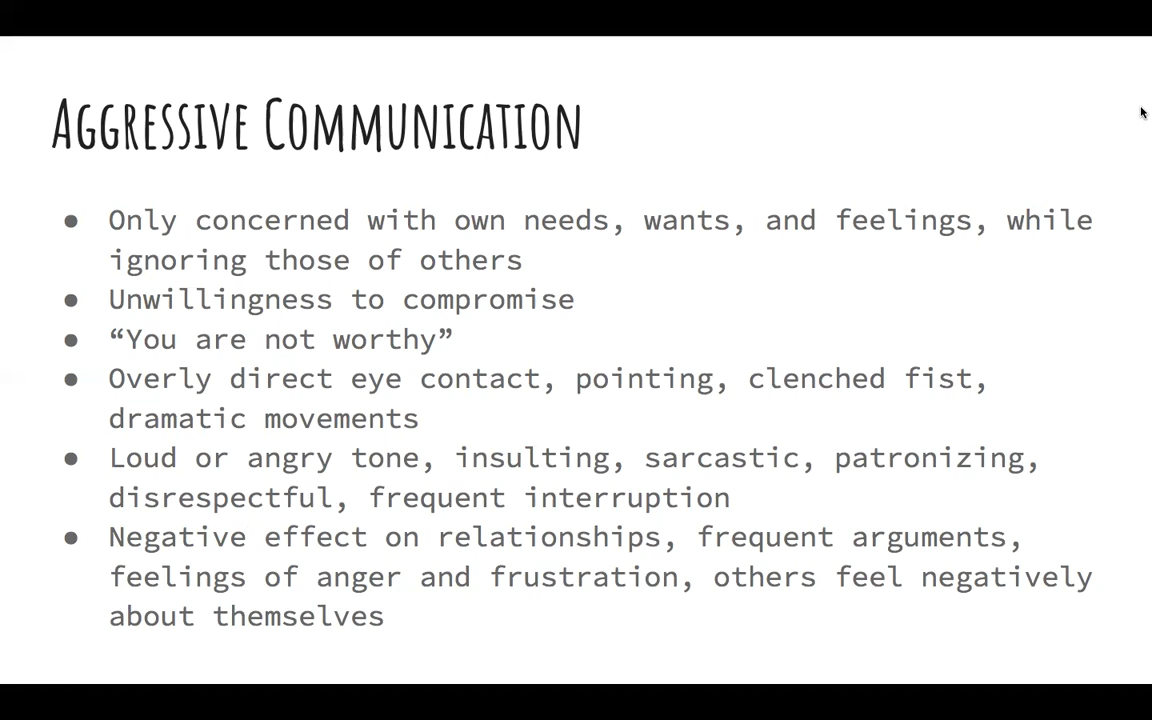 Aggressive Communication
● Only concerned with own needs, wants, and feelings, while
ignoring those of others
● Unwillingness to compromise
● “You are not worthy”
● Overly direct eye contact, pointing, clenched fist,
dramatic movements
● Loud or angry tone, insulting, sarcastic, patronizing,
disrespectful, frequent interruption
● Negative effect on relationships, frequent arguments,
feelings of anger and frustration, others feel negatively
about themselves